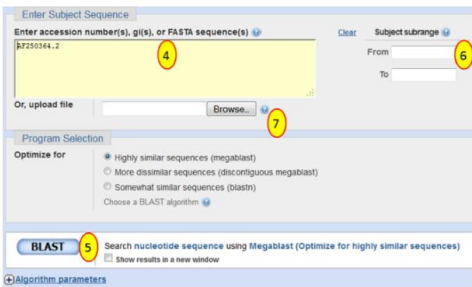 Enter Subject Sequence
Enter accession number(s), gi(s), or FASTA sequence(s) Clear Subject subrange
AF250364.2
4
From
6
To
Or, upload file Browse..
7
Program Selection
Optimize for
Highly similar sequences (megablast)
More dissimilar sequences (discontiguous megablast)
Somewhat similar sequences (blastn)
Choose a BLAST algorithm
BLAST 5 Search nucleotide sequence using Megablast (Optimize for highly similar sequences)
Show results in a new window
Algorithm parameters